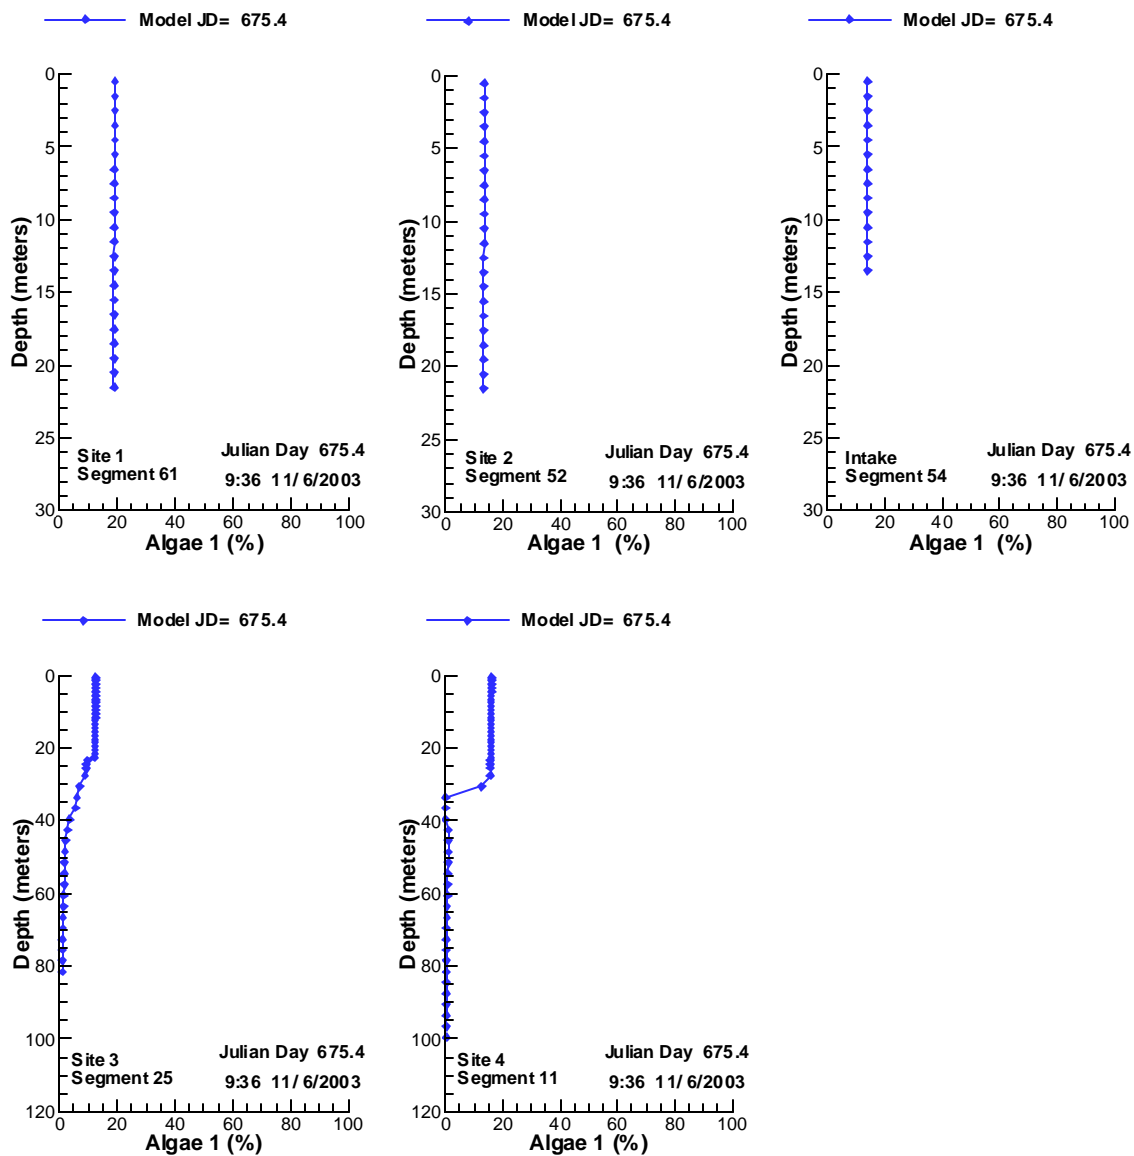 Model JD= 675.4
0
5
10
15
20
25
30
Depth (meters)
Site 1
Segment 61
Julian Day 675.4
9:36 11/ 6/2003
0 20 40 60 80 100
Algae 1 (%)
Model JD= 675.4
0
5
10
15
20
25
30
Depth (meters)
Site 2
Segment 52
Julian Day 675.4
9:36 11/ 6/2003
0 20 40 60 80 100
Algae 1 (%)
Model JD= 675.4
0
5
10
15
20
25
30
Depth (meters)
Intake
Segment 54
Julian Day 675.4
9:36 11/ 6/2003
0 20 40 60 80 100
Algae 1 (%)
Model JD= 675.4
0
20
40
60
80
100
120
Depth (meters)
Site 3
Segment 25
Julian Day 675.4
9:36 11/ 6/2003
0 20 40 60 80 100
Algae 1 (%)
Model JD= 675.4
0
20
40
60
80
100
120
Depth (meters)
Site 4
Segment 11
Julian Day 675.4
9:36 11/ 6/2003
0 20 40 60 80 100
Algae 1 (%)